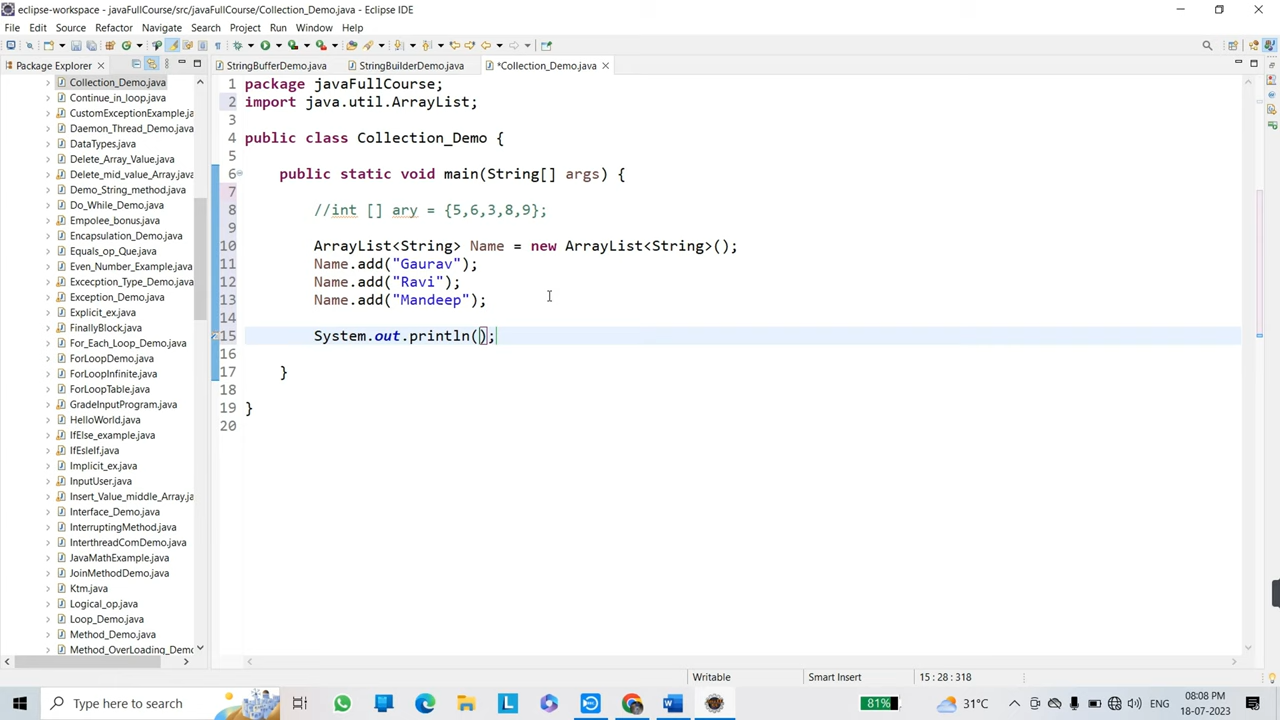 eclipse-workspace - javaFullCourse/src/javaFullCourse/Collection_Demo.java - Eclipse IDE
File Edit Source Refactor Navigate Search Project Run Window Help
Package Explorer
StringBufferDemo.java StringBuilderDemo.java *Collection_Demo.java
Collection_Demo.java
Continue_in_loop.java
CustomExceptionExample.ja
Daemon_Thread_Demo.java
DataTypes.java
Delete_Array_Value.java
Delete_mid_value_Array.java
Demo_String_method.java
Do_While_Demo.java
Empolee_bonus.java
Encapsulation_Demo.java
Equals_op_Que.java
Even_Number_Example.java
Excecption_Type_Demo.java
Exception_Demo.java
Explicit_ex.java
FinallyBlock.java
For_Each_Loop_Demo.java
ForLoopDemo.java
ForLoopInfinite.java
ForLoopTable.java
GradeInputProgram.java
HelloWorld.java
IfElse_example.java
IfEslelf.java
Implicit_ex.java
InputUser.java
Insert_Value_middle_Array.ja
Interface_Demo.java
InterruptingMethod.java
InterthreadComDemo.java
JavaMathExample.java
JoinMethodDemo.java
Ktm.java
Logical_op.java
Loop_Demo.java
Method_Demo.java
Method_OverLoading_Demo
1 package javaFullCourse;
2 import java.util.ArrayList;
3
4 public class Collection_Demo {
5
6 public static void main(String[] args) {
7
8 //int [] ary = {5,6,3,8,9};
9
10 ArrayList<String> Name = new ArrayList<String>();
11 Name.add("Gaurav");
12 Name.add("Ravi");
13 Name.add("Mandeep");
14
15 System.out.println();
16
17 }
18
19 }
20
Writable Smart Insert 15 : 28 : 318
Type here to search
L
81%
31°C
ENG
08:08 PM
18-07-2023